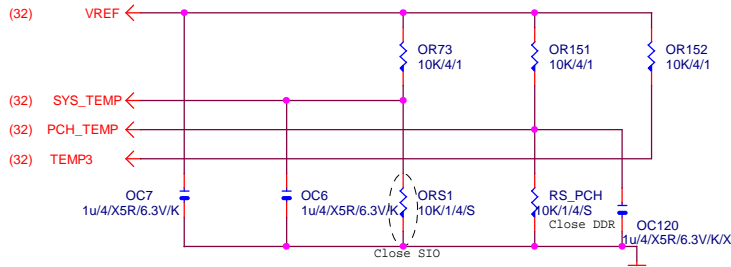 (32) VREF
OR73
10K/4/1
OR151
10K/4/1
OR152
10K/4/1
(32) SYS_TEMP
(32) PCH_TEMP
(32) TEMP3
OC7
1u/4/X5R/6.3V/K
OC6
1u/4/X5R/6.3V/K
ORS1
10K/1/4/S
Close SIO
RS_PCH
10K/1/4/S
Close DDR
OC120
1u/4/X5R/6.3V/K/X